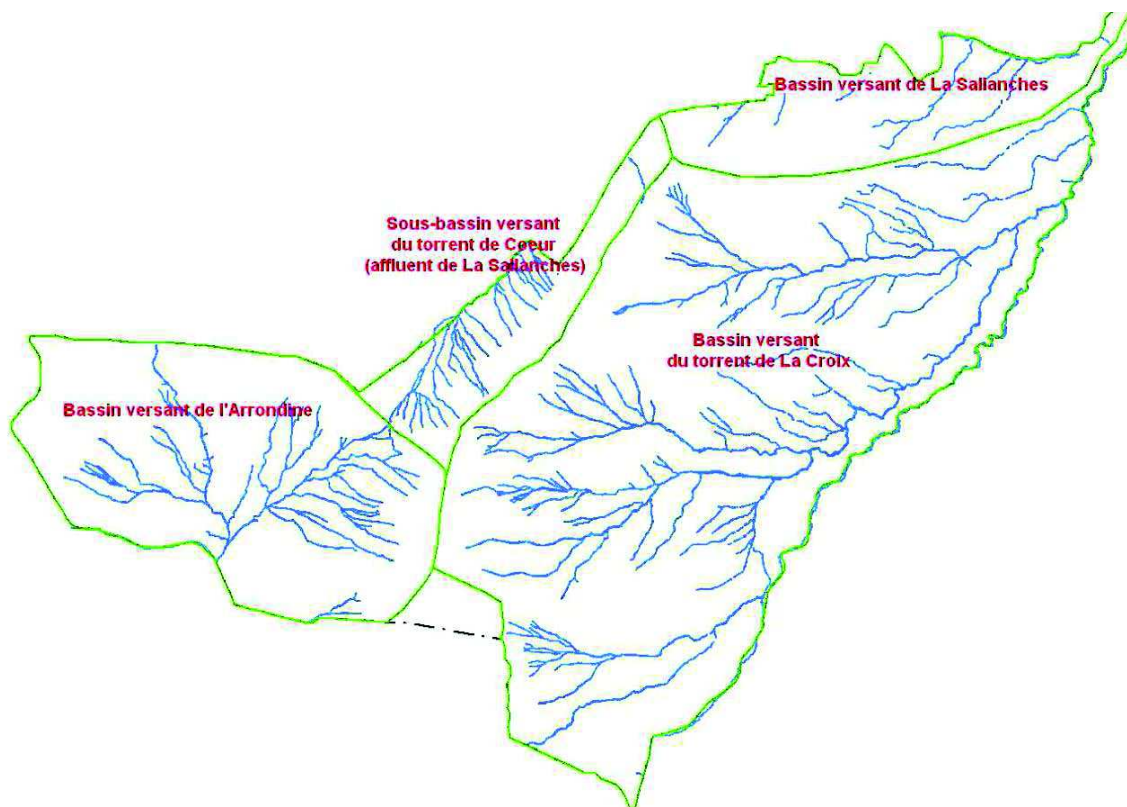 Bassin versant de La Sallanches
Sous-bassin versant
du torrent de Coeur
(affluent de La Sallanches)
Bassin versant
du torrent de La Croix
Bassin versant de l'Arrondine